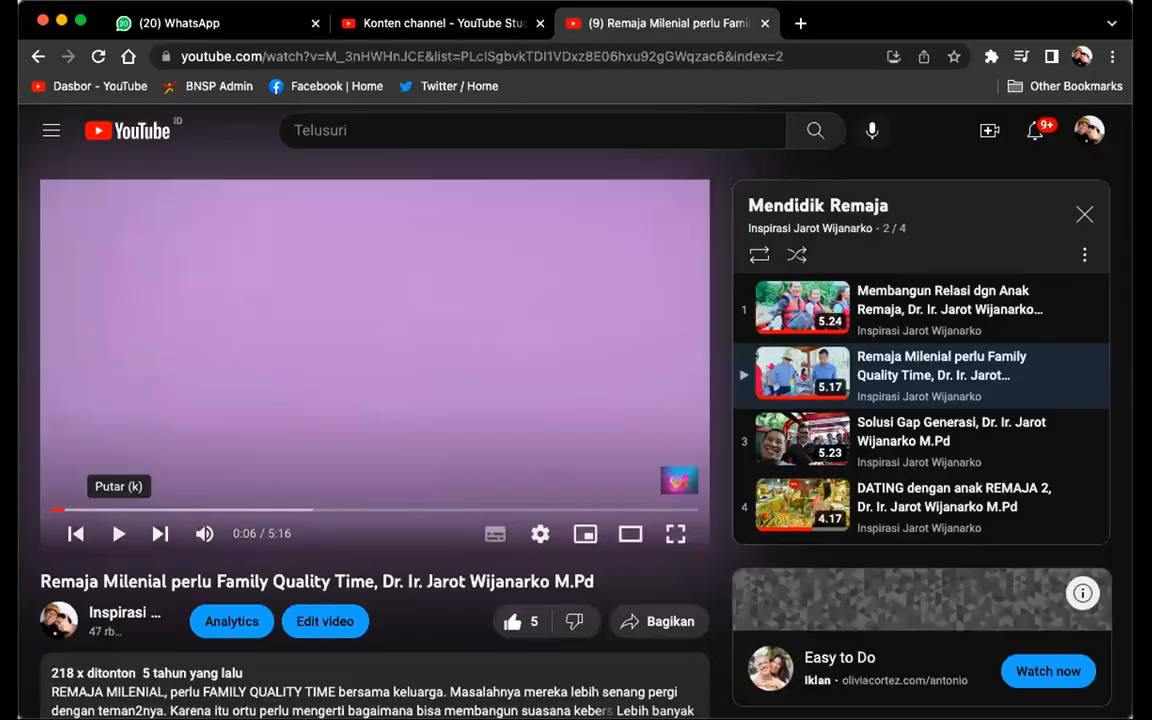 (20) WhatsApp
Konten channel - YouTube Stu
(9) Remaja Milenial perlu Fami
youtube.com/watch?v=M_3nHWHnJCE&list=PLclSgbvkTDI1VDxz8E06hxu92gGWqzac6&index=2
Dasbor - YouTube
BNSP Admin
Facebook | Home
Twitter / Home
Other Bookmarks
YouTube ID
Telusuri
9+
Mendidik Remaja
Inspirasi Jarot Wijanarko - 2 / 4
1
5.24
Membangun Relasi dgn Anak
Remaja, Dr. Ir. Jarot Wijanarko...
Inspirasi Jarot Wijanarko
5.17
Remaja Milenial perlu Family
Quality Time, Dr. Ir. Jarot...
Inspirasi Jarot Wijanarko
3
5.23
Solusi Gap Generasi, Dr. Ir. Jarot
Wijanarko M.Pd
Inspirasi Jarot Wijanarko
4
4.17
DATING dengan anak REMAJA 2,
Dr. Ir. Jarot Wijanarko M.Pd
Inspirasi Jarot Wijanarko
Putar (k)
0:06 / 5:16
Remaja Milenial perlu Family Quality Time, Dr. Ir. Jarot Wijanarko M.Pd
Inspirasi ...
47 rb...
Analytics
Edit video
5
Bagikan
218 x ditonton 5 tahun yang lalu
REMAJA MILENIAL, perlu FAMILY QUALITY TIME bersama keluarga. Masalahnya mereka lebih senang pergi
dengan teman2nya. Karena itu ortu perlu mengerti bagaimana bisa membangun suasana kebers Lebih banyak
Easy to Do
Iklan · oliviacortez.com/antonio
Watch now